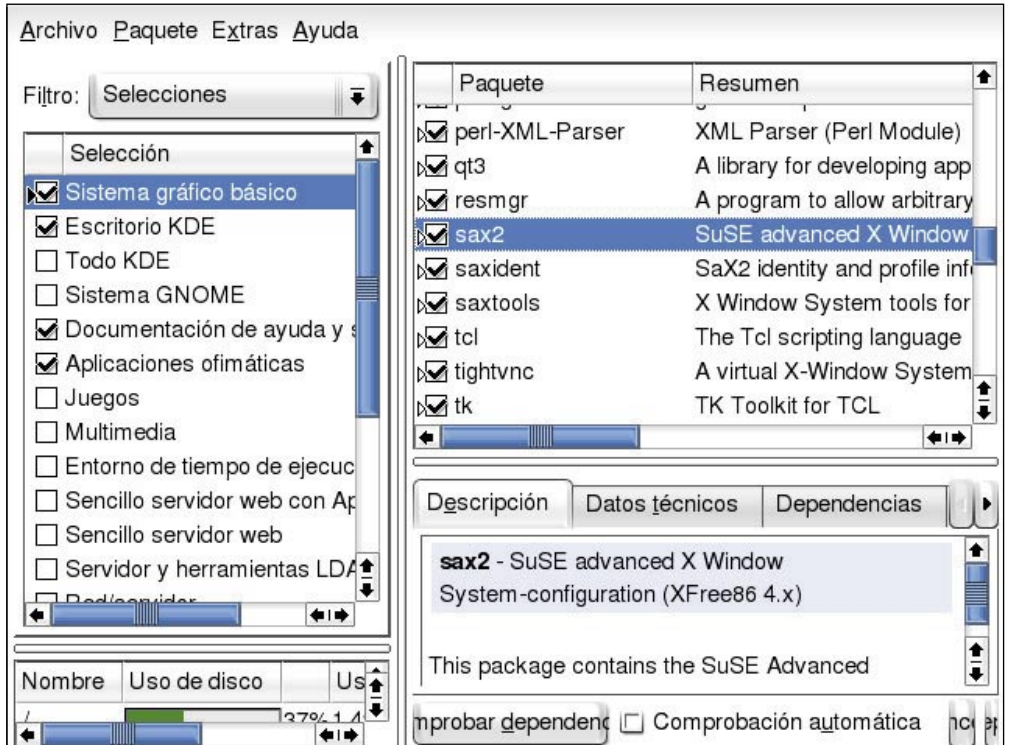 Archivo Paquete Extras Ayuda
Filtro: Selecciones
Selección
Sistema gráfico básico
Escritorio KDE
Todo KDE
Sistema GNOME
Documentación de ayuda y
Aplicaciones ofimáticas
Juegos
Multimedia
Entorno de tiempo de ejecuc
Sencillo servidor web con Ap
Sencillo servidor web
Servidor y herramientas LDA
Red/servidor
Nombre Uso de disco Us
/ 37%
Paquete Resumen
perl-XML-Parser XML Parser (Perl Module)
qt3 A library for developing app
resmgr A program to allow arbitrary
sax2 SuSE advanced X Window
saxident SaX2 identity and profile inf
saxtools X Window System tools for
tcl The Tcl scripting language
tightvnc A virtual X-Window System
tk TK Toolkit for TCL
Descripción Datos técnicos Dependencias
sax2 - SuSE advanced X Window
System-configuration (XFree86 4.x)
This package contains the SuSE Advanced
mprobar dependenc Comprobación automática